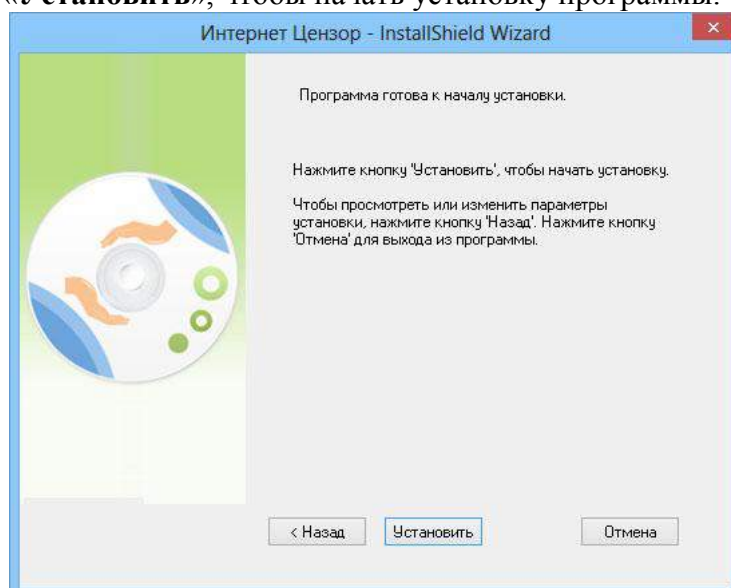 «Установить», чтобы начать установку программы.
Интернет Цензор - InstallShield Wizard
Программа готова к началу установки.
Нажмите кнопку 'Установить', чтобы начать установку.
Чтобы просмотреть или изменить параметры
установки, нажмите кнопку 'Назад'. Нажмите кнопку
'Отмена' для выхода из программы.
< Назад
Установить
Отмена